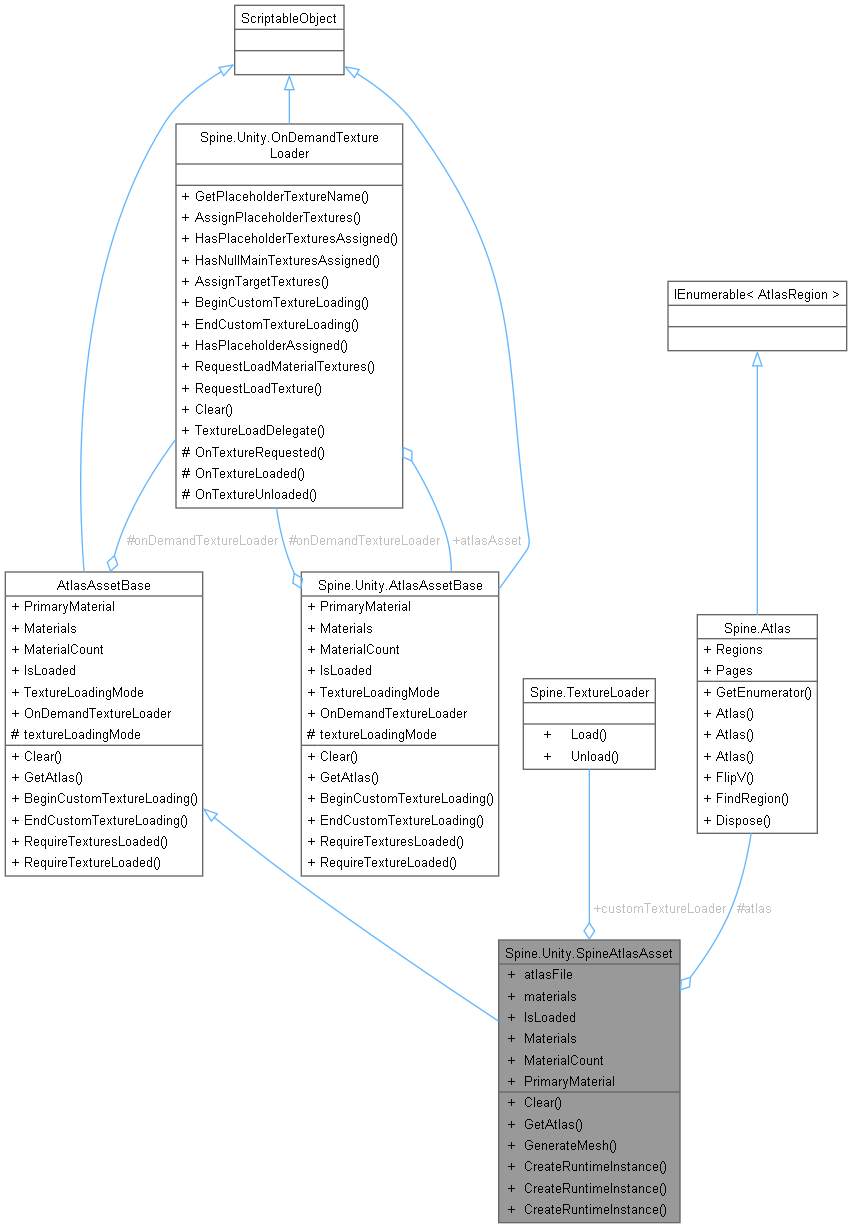 ScriptableObject
Spine.Unity.OnDemandTexture
Loader
+ GetPlaceholderTextureName()
+ AssignPlaceholderTextures()
+ HasPlaceholderTexturesAssigned()
+ HasNullMainTexturesAssigned()
+ AssignTargetTextures()
+ BeginCustomTextureLoading()
+ EndCustomTextureLoading()
+ HasPlaceholderAssigned()
+ RequestLoadMaterialTextures()
+ RequestLoadTexture()
+ Clear()
+ TextureLoadDelegate()
# OnTextureRequested()
# OnTextureLoaded()
# OnTextureUnloaded()
IEnumerable< AtlasRegion >
#onDemandTextureLoader
#onDemandTextureLoader
+atlasAsset
AtlasAssetBase
+ PrimaryMaterial
+ Materials
+ MaterialCount
+ IsLoaded
+ TextureLoadingMode
+ OnDemandTextureLoader
# textureLoadingMode
+ Clear()
+ GetAtlas()
+ BeginCustomTextureLoading()
+ EndCustomTextureLoading()
+ RequireTexturesLoaded()
+ RequireTextureLoaded()
Spine.Unity.AtlasAssetBase
+ PrimaryMaterial
+ Materials
+ MaterialCount
+ IsLoaded
+ TextureLoadingMode
+ OnDemandTextureLoader
# textureLoadingMode
+ Clear()
+ GetAtlas()
+ BeginCustomTextureLoading()
+ EndCustomTextureLoading()
+ RequireTexturesLoaded()
+ RequireTextureLoaded()
Spine.TextureLoader
+ Load()
+ Unload()
Spine.Atlas
+ Regions
+ Pages
+ GetEnumerator()
+ Atlas()
+ Atlas()
+ Atlas()
+ FlipV()
+ FindRegion()
+ Dispose()
+customTextureLoader
#atlas
Spine.Unity.SpineAtlasAsset
+ atlasFile
+ materials
+ IsLoaded
+ Materials
+ MaterialCount
+ PrimaryMaterial
+ Clear()
+ GetAtlas()
+ GenerateMesh()
+ CreateRuntimeInstance()
+ CreateRuntimeInstance()
+ CreateRuntimeInstance()